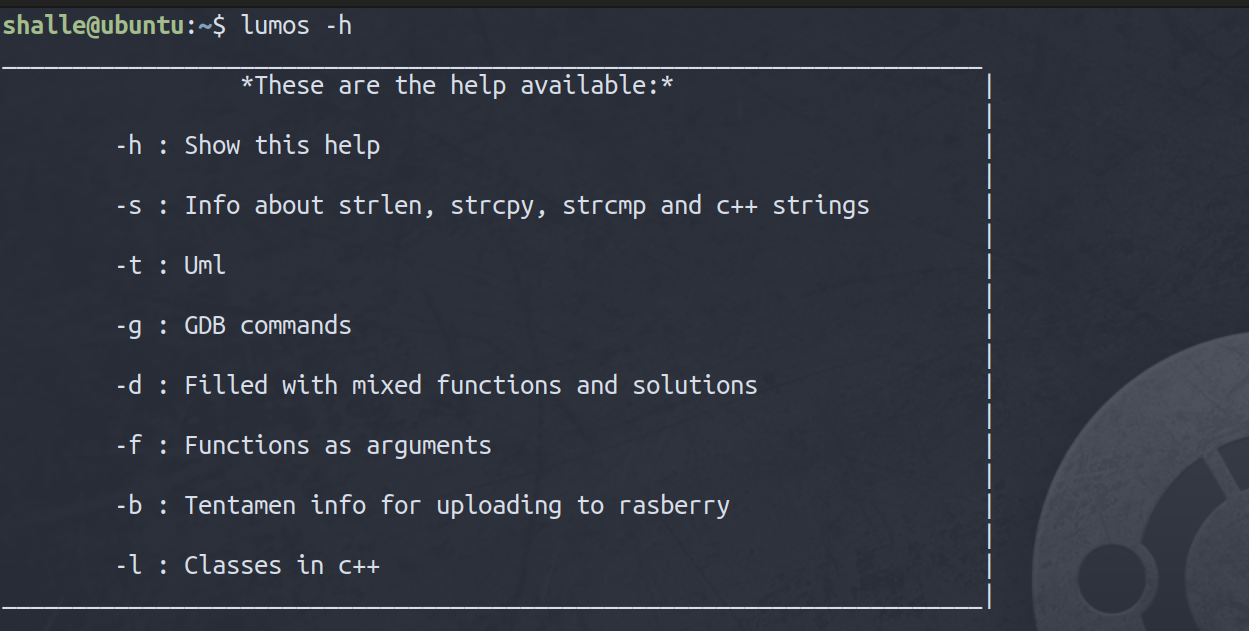 shalle@ubuntu:~$ lumos -h
*These are the help available:*
-h : Show this help
-s : Info about strlen, strcpy, strcmp and c++ strings
-t : Uml
-g : GDB commands
-d : Filled with mixed functions and solutions
-f : Functions as arguments
-b : Tentamen info for uploading to rasberry
-l : Classes in c++